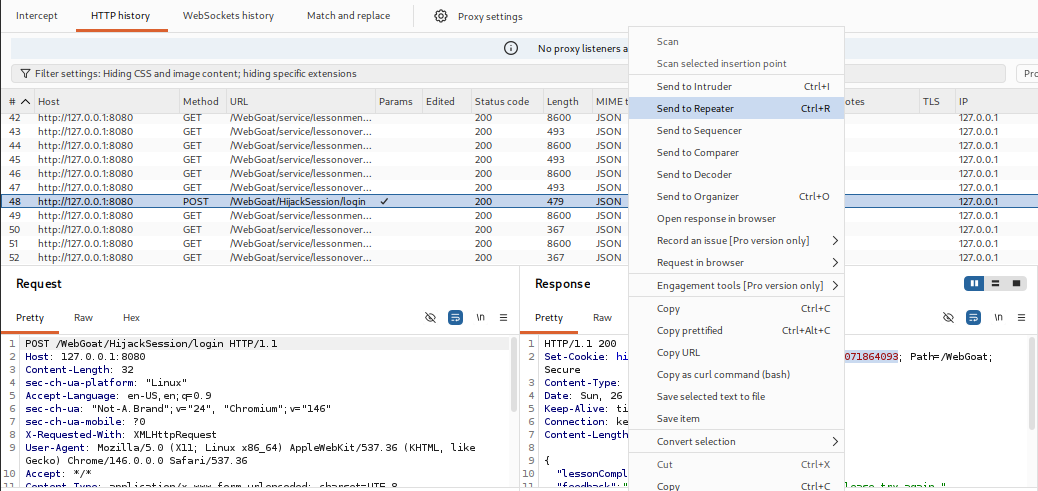 Intercept HTTP history WebSockets history Match and replace Proxy settings
No proxy listeners a
Filter settings: Hiding CSS and image content; hiding specific extensions Pro
# Host Method URL Params Edited Status code Length MIME t otes TLS IP
42 http://127.0.0.1:8080 GET /WebGoat/service/lessonmen... 200 8600 JSON 127.0.0.1
43 http://127.0.0.1:8080 GET /WebGoat/service/lessonover... 200 493 JSON 127.0.0.1
44 http://127.0.0.1:8080 GET /WebGoat/service/lessonmen... 200 8600 JSON 127.0.0.1
45 http://127.0.0.1:8080 GET /WebGoat/service/lessonover... 200 493 JSON 127.0.0.1
46 http://127.0.0.1:8080 GET /WebGoat/service/lessonmen... 200 8600 JSON 127.0.0.1
47 http://127.0.0.1:8080 GET /WebGoat/service/lessonover... 200 493 JSON 127.0.0.1
48 http://127.0.0.1:8080 POST /WebGoat/HijackSession/login ✓ 200 479 JSON 127.0.0.1
49 http://127.0.0.1:8080 GET /WebGoat/service/lessonmen... 200 8600 JSON 127.0.0.1
50 http://127.0.0.1:8080 GET /WebGoat/service/lessonover... 200 367 JSON 127.0.0.1
51 http://127.0.0.1:8080 GET /WebGoat/service/lessonmen... 200 8600 JSON 127.0.0.1
52 http://127.0.0.1:8080 GET /WebGoat/service/lessonover... 200 367 JSON 127.0.0.1
Scan
Scan selected insertion point
Send to Intruder Ctrl+I
Send to Repeater Ctrl+R
Send to Sequencer
Send to Comparer
Send to Decoder
Send to Organizer Ctrl+O
Open response in browser
Record an issue [Pro version only]
Request in browser
Engagement tools [Pro version only]
Copy Ctrl+C
Copy prettified Ctrl+Alt+C
Copy URL
Copy as curl command (bash)
Save selected text to file
Save item
Convert selection
Cut Ctrl+X
Copy Ctrl+C
Request
Pretty Raw Hex \n
1 POST /WebGoat/HijackSession/login HTTP/1.1
2 Host: 127.0.0.1:8080
3 Content-Length: 32
4 sec-ch-ua-platform: "Linux"
5 Accept-Language: en-US,en;q=0.9
6 sec-ch-ua: "Not-A.Brand";v="24", "Chromium";v="146"
7 sec-ch-ua-mobile: ?0
8 X-Requested-With: XMLHttpRequest
9 User-Agent: Mozilla/5.0 (X11; Linux x86_64) AppleWebKit/537.36 (KHTML, like
Gecko) Chrome/146.0.0.0 Safari/537.36
10 Accept: */*
11 Content-Type: application/x-www-form-urlencoded; charset=UTF-8
Response
Pretty Raw \n
1 HTTP/1.1 200
2 Set-Cookie: hi 071864093; Path=/WebGoat;
Secure
3 Content-Type:
4 Date: Sun, 26
5 Keep-Alive: ti
6 Connection: ke
7 Content-Length
8
9 {
10 "lessonCompl
11 "feedback":" lease try again."